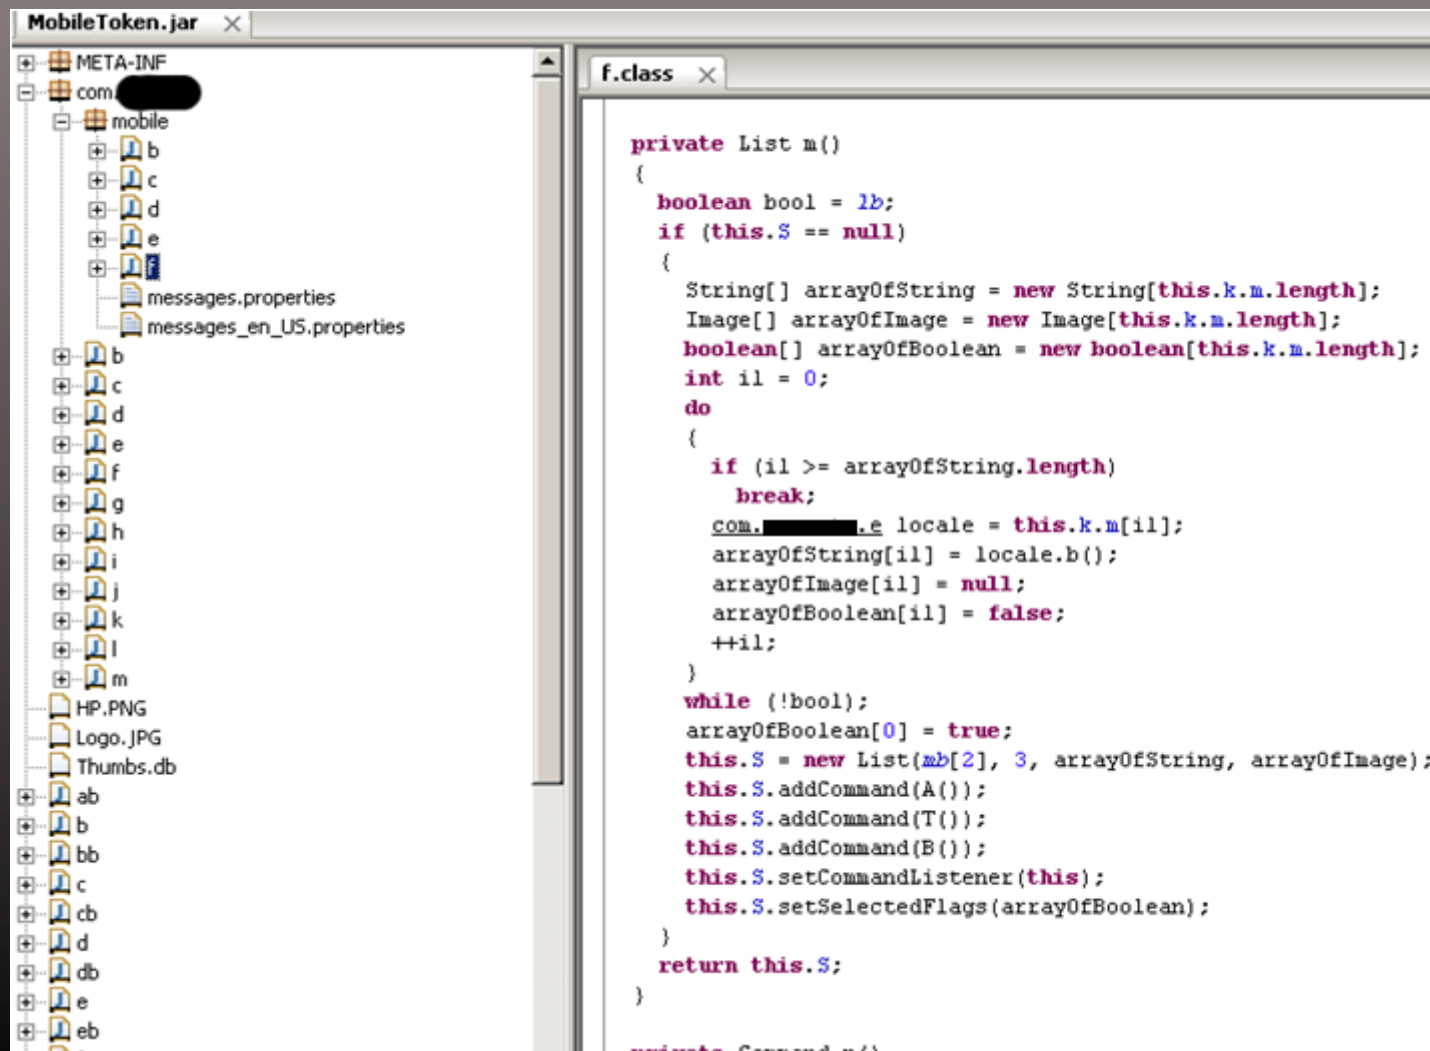 MobileToken.jar
META-INF
com.
mobile
b
c
d
e
f
messages.properties
messages_en_US.properties
b
c
d
e
f
g
h
i
j
k
l
m
HP.PNG
Logo.JPG
Thumbs.db
ab
b
bb
c
cb
d
db
e
eb
f.class
private List m()
{
boolean bool = lb;
if (this.S == null)
{
String[] arrayOfString = new String[this.k.m.length];
Image[] arrayOfImage = new Image[this.k.m.length];
boolean[] arrayOfBoolean = new boolean[this.k.m.length];
int i1 = 0;
do
{
if (i1 >= arrayOfString.length)
break;
com. .e locale = this.k.m[i1];
arrayOfString[i1] = locale.b();
arrayOfImage[i1] = null;
arrayOfBoolean[i1] = false;
++i1;
}
while (!bool);
arrayOfBoolean[0] = true;
this.S = new List(mb[2], 3, arrayOfString, arrayOfImage);
this.S.addCommand(A());
this.S.addCommand(T());
this.S.addCommand(B());
this.S.setCommandListener(this);
this.S.setSelectedFlags(arrayOfBoolean);
}
return this.S;
}